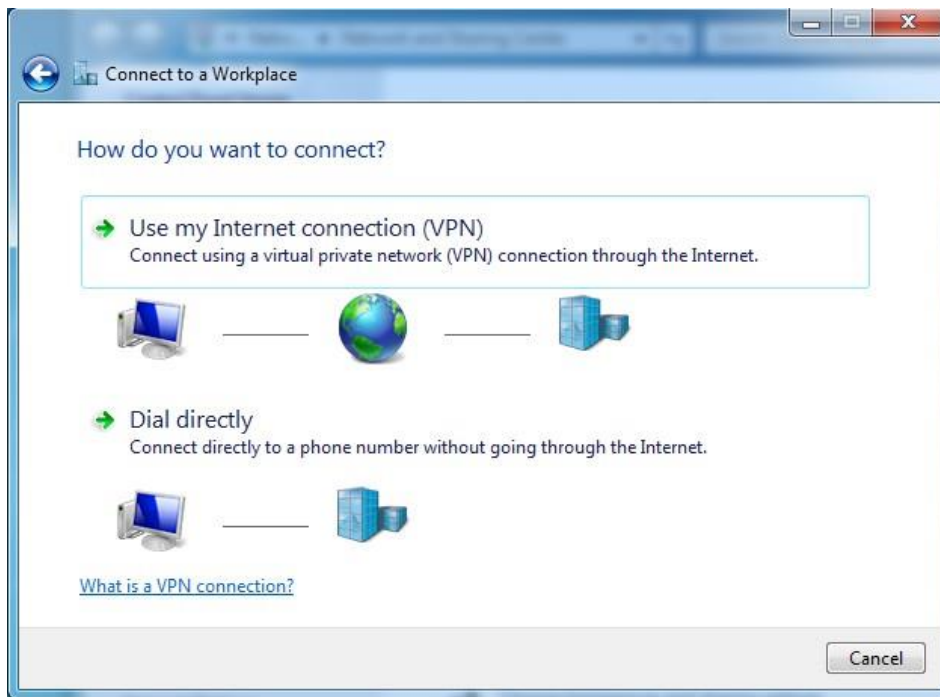 Connect to a Workplace
How do you want to connect?
Use my Internet connection (VPN)
Connect using a virtual private network (VPN) connection through the Internet.
Dial directly
Connect directly to a phone number without going through the Internet.
What is a VPN connection?
Cancel